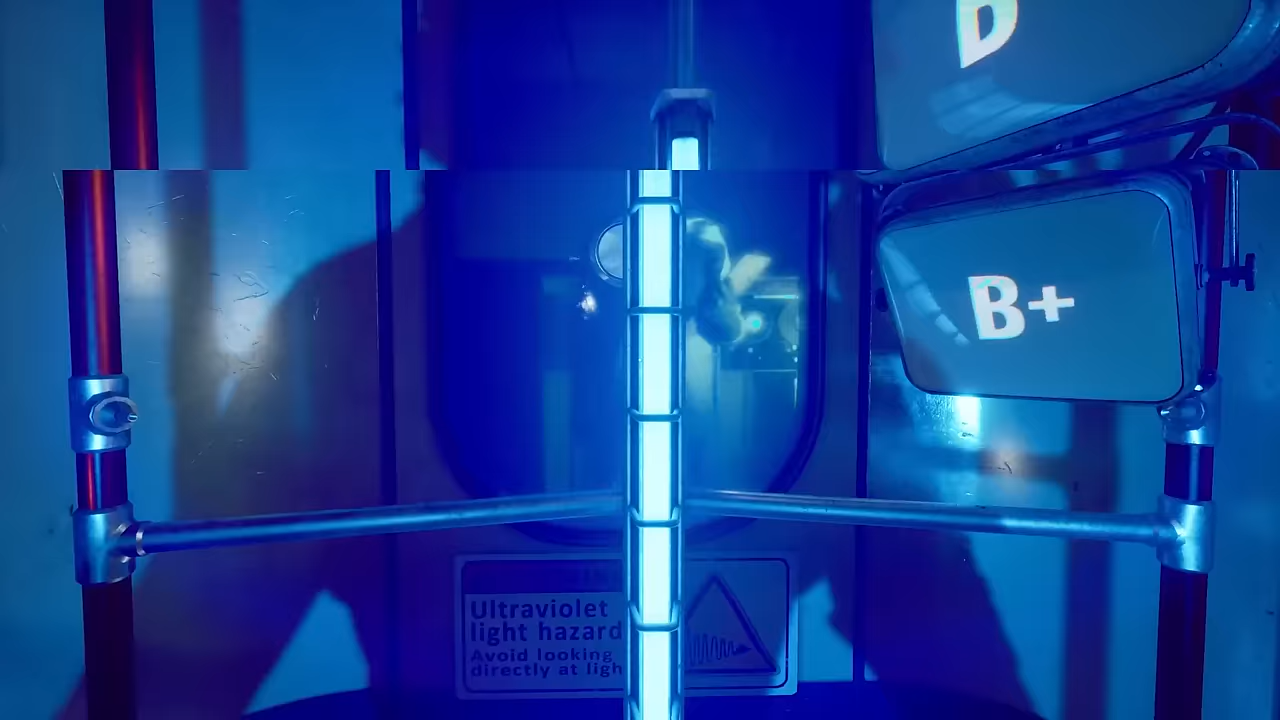 B+
Ultraviolet
light hazard
Avoid looking
directly at ligh